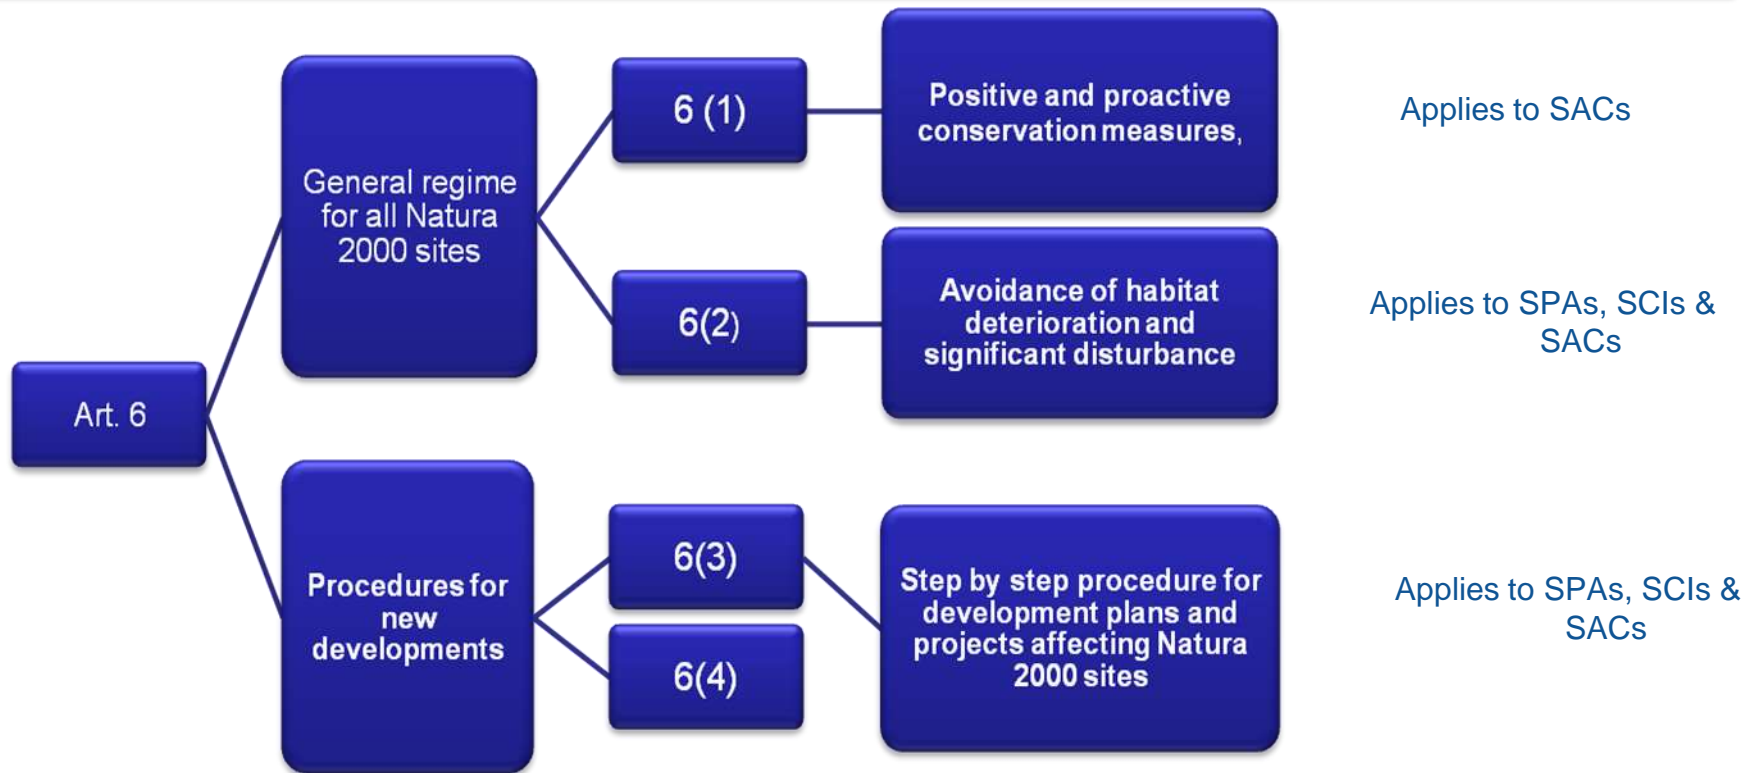 Art. 6
General regime
for all Natura
2000 sites
6 (1)
Positive and proactive
conservation measures,
Applies to SACs
6(2)
Avoidance of habitat
deterioration and
significant disturbance
Applies to SPAs, SCIs &
SACs
Procedures for
new
developments
6(3)
6(4)
Step by step procedure for
development plans and
projects affecting Natura
2000 sites
Applies to SPAs, SCIs &
SACs